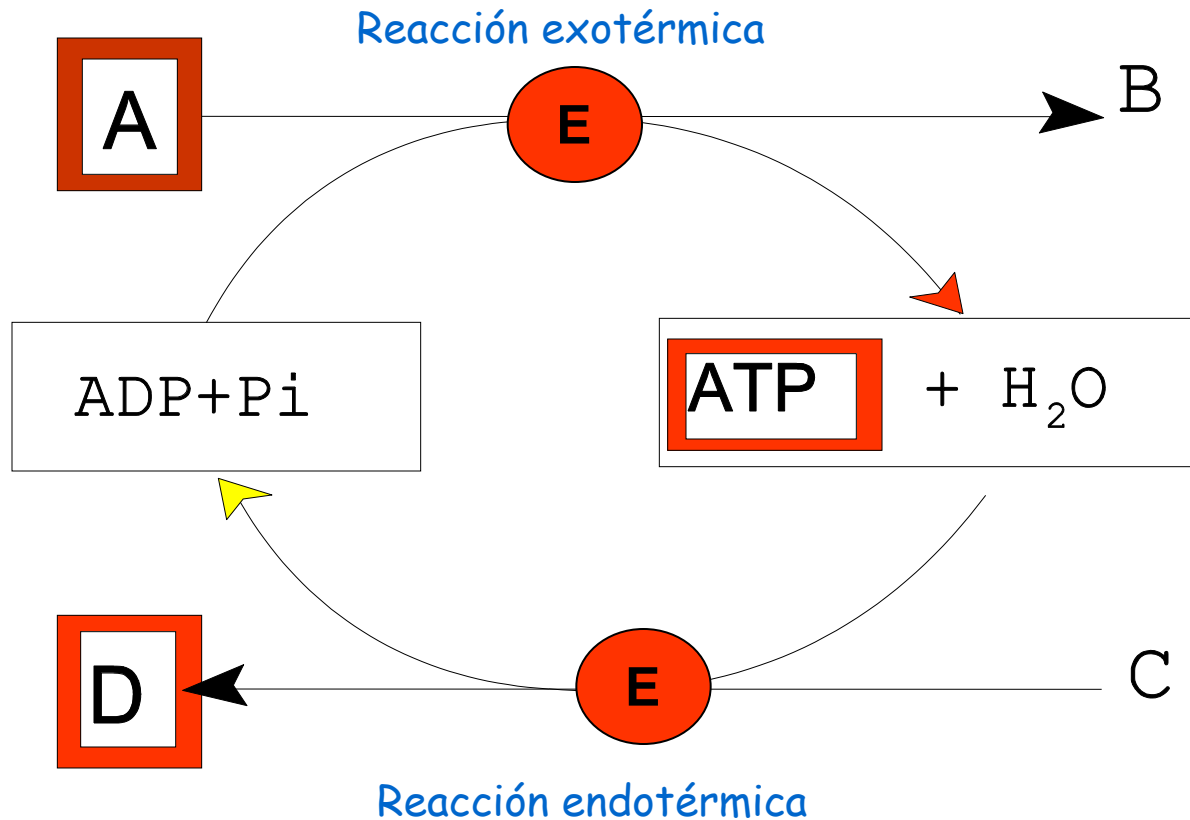 Reacción exotérmica
A
E
B
ADP+Pi
ATP + H₂O
D
E
C
Reacción endotérmica